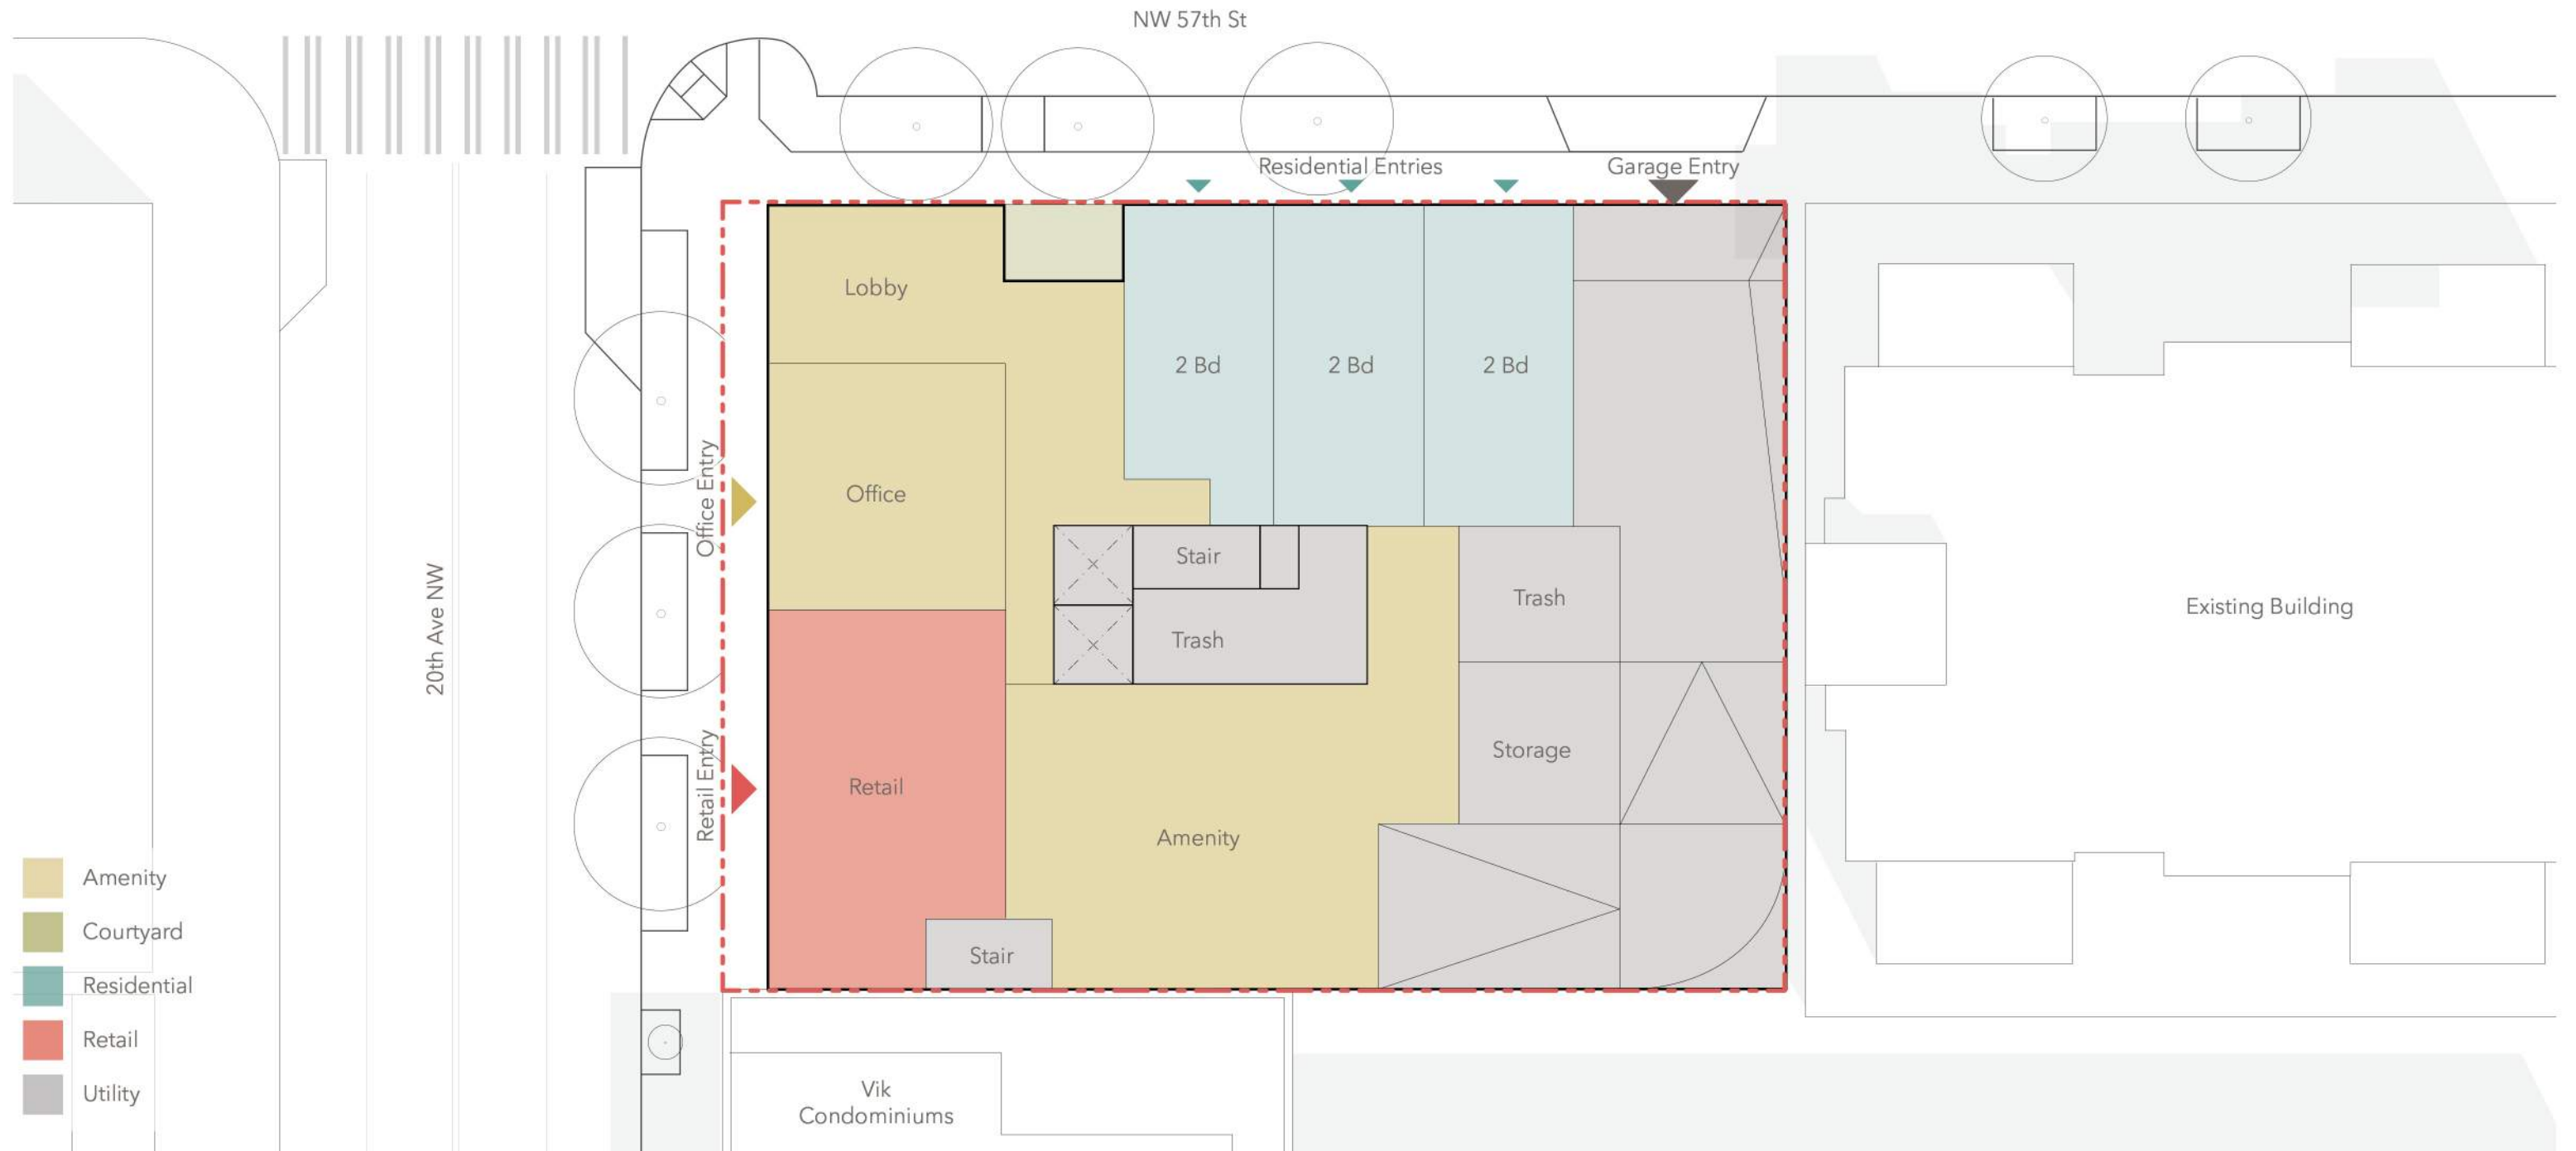 NW 57th St
Residential Entries
Garage Entry
Lobby
2 Bd
2 Bd
2 Bd
Office Entry
Office
20th Ave NW
Stair
Trash
Trash
Existing Building
Retail Entry
Retail
Storage
Amenity
Stair
Amenity
Courtyard
Residential
Retail
Utility
Vik
Condominiums